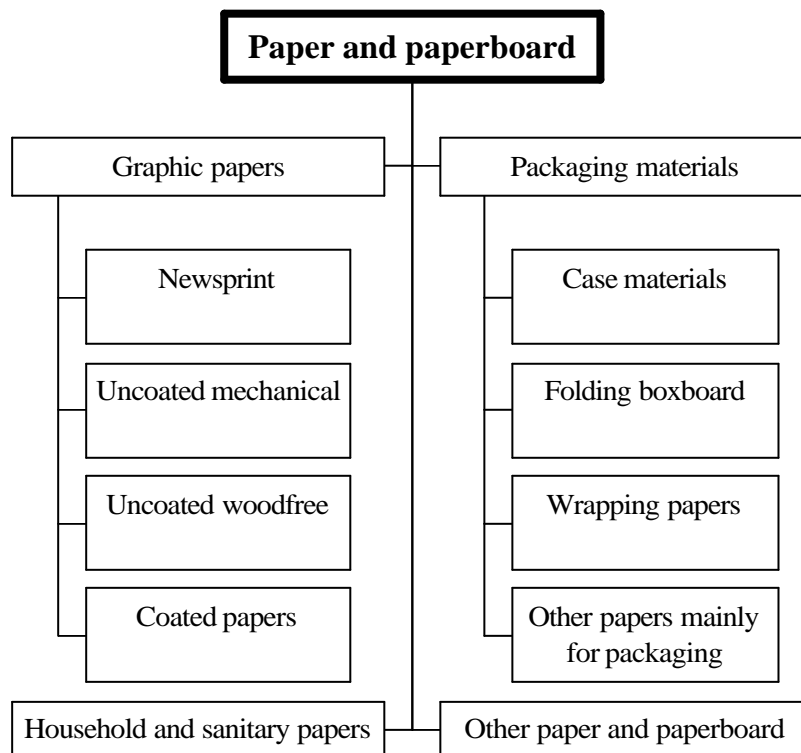 Paper and paperboard
Graphic papers
Packaging materials
Newsprint
Case materials
Uncoated mechanical
Folding boxboard
Uncoated woodfree
Wrapping papers
Coated papers
Other papers mainly
for packaging
Household and sanitary papers
Other paper and paperboard